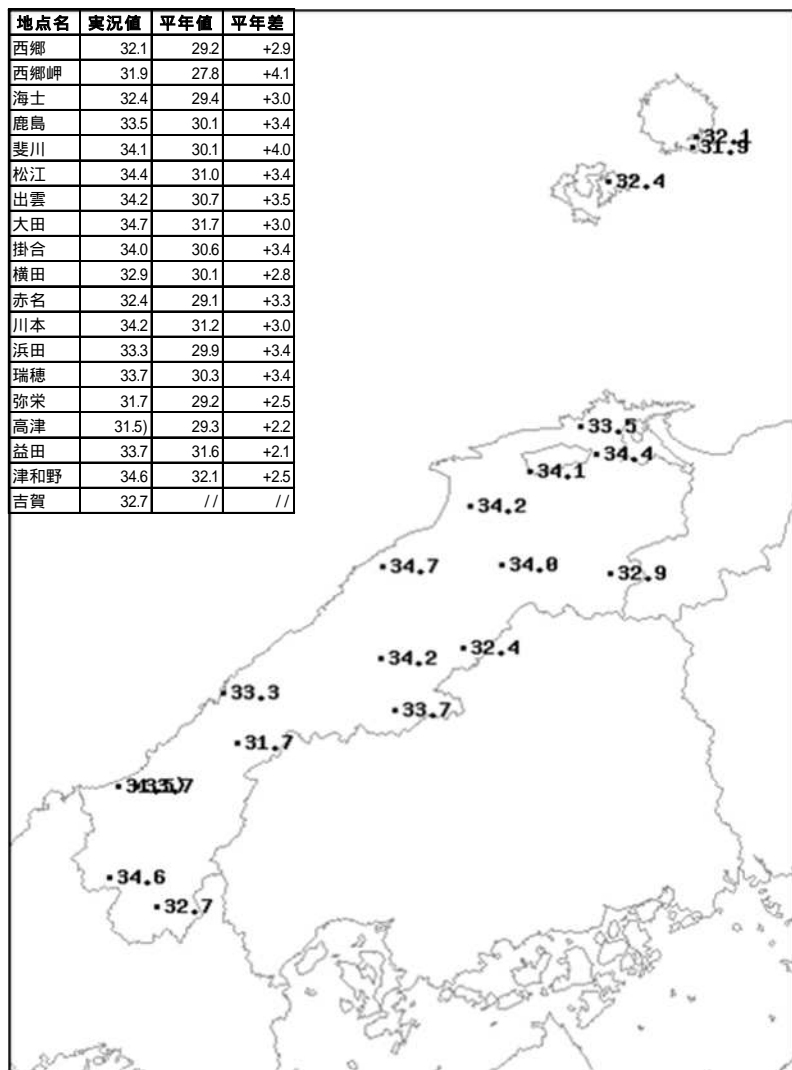 地点名 実況値 平年値 平年差
西郷 32.1 29.2 +2.9
西郷岬 31.9 27.8 +4.1
海士 32.4 29.4 +3.0
鹿島 33.5 30.1 +3.4
斐川 34.1 30.1 +4.0
松江 34.4 31.0 +3.4
出雲 34.2 30.7 +3.5
大田 34.7 31.7 +3.0
掛合 34.0 30.6 +3.4
横田 32.9 30.1 +2.8
赤名 32.4 29.1 +3.3
川本 34.2 31.2 +3.0
浜田 33.3 29.9 +3.4
瑞穂 33.7 30.3 +3.4
弥栄 31.7 29.2 +2.5
高津 31.5) 29.3 +2.2
益田 33.7 31.6 +2.1
津和野 34.6 32.1 +2.5
吉賀 32.7 // //
32.1
31.9
32.4
33.5
34.4
34.1
34.2
34.7 34.0 32.9
32.4
34.2
33.3
33.7
31.7
34.6
32.7